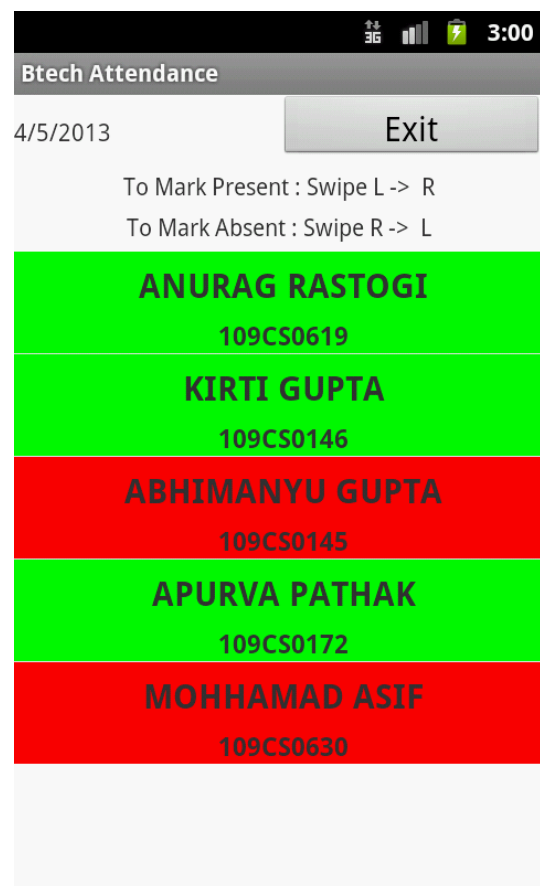 3G 3:00
Btech Attendance
4/5/2013 Exit
To Mark Present : Swipe L -> R
To Mark Absent : Swipe R -> L
ANURAG RASTOGI
109CS0619
KIRTI GUPTA
109CS0146
ABHIMANYU GUPTA
109CS0145
APURVA PATHAK
109CS0172
MOHHAMAD ASIF
109CS0630